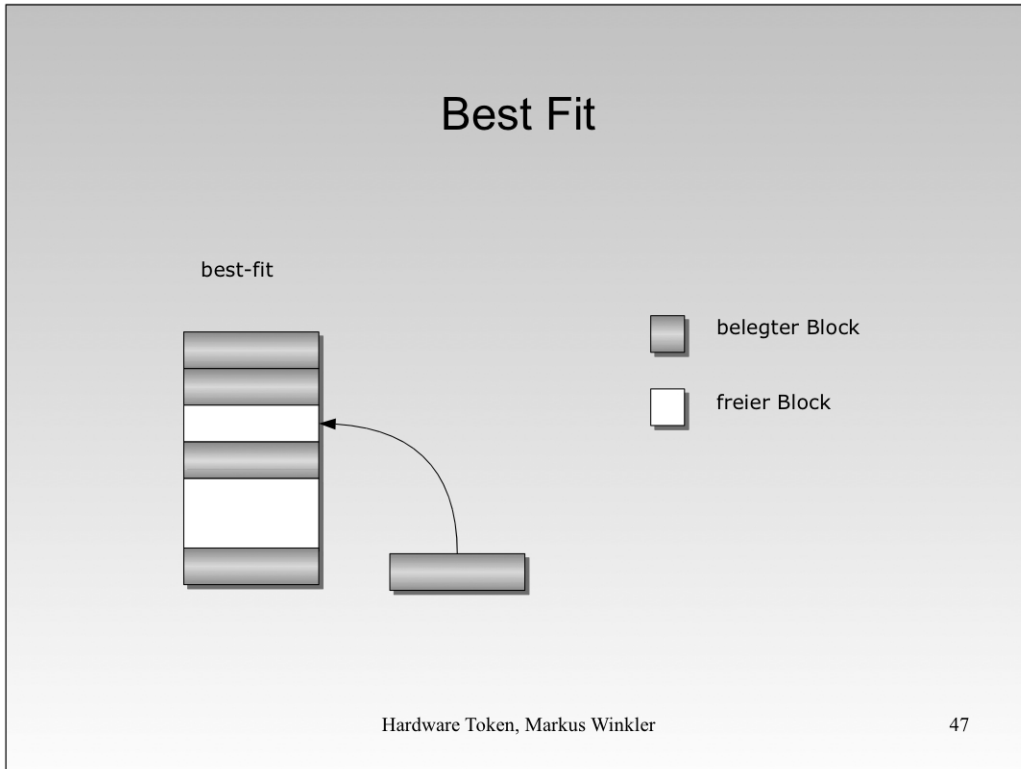 Best Fit
best-fit
belegter Block
freier Block
Hardware Token, Markus Winkler
47